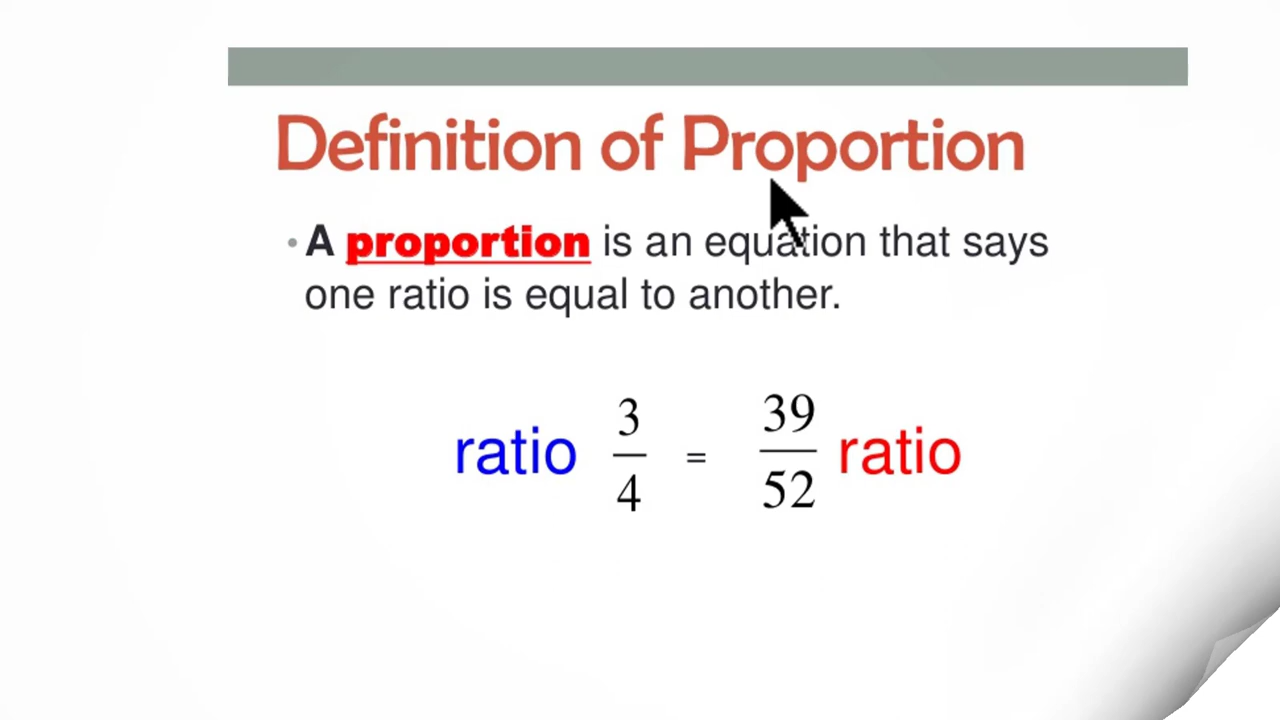 Definition of Proportion
• A proportion is an equation that says
one ratio is equal to another.
ratio 3/4 = 39/52 ratio